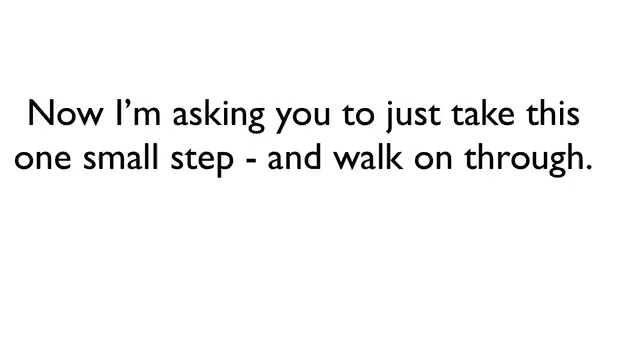 Now I’m asking you to just take this
one small step - and walk on through.